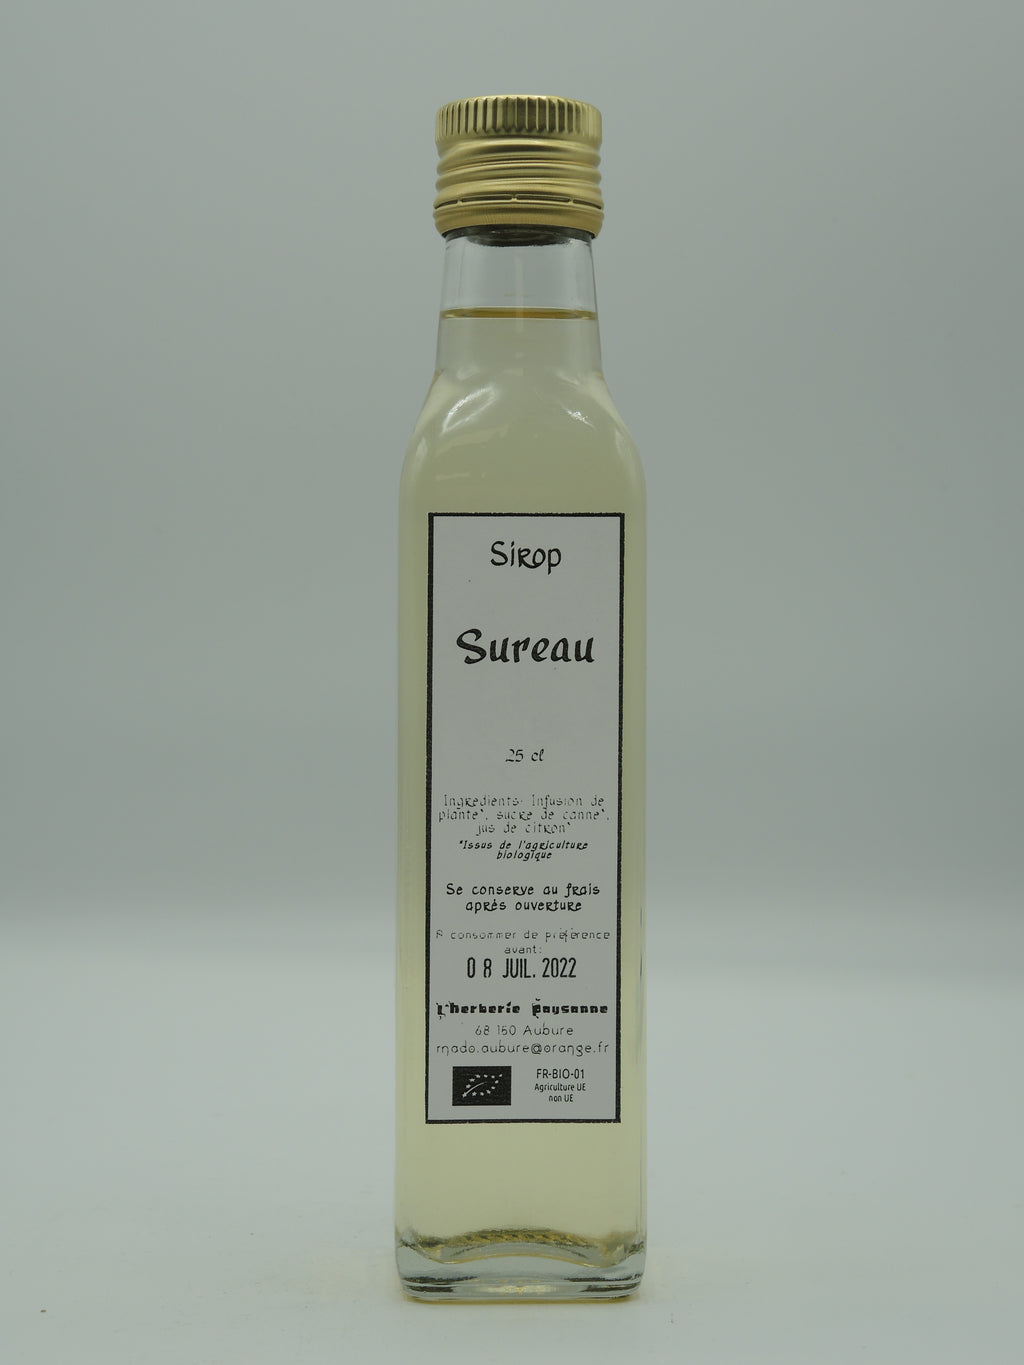 Sirop
Sureau
25 cl
Ingredients: Infusion de
plante*, sucre de canne*,
jus de citron*
*Issus de l'agriculture
biologique
Se conserve au frais
après ouverture
A consommer de préférence
avant:
08 JUIL. 2022
L'herberie Paysanne
68 150 Aubure
mado.aubure@orange.fr
FR-BIO-01
Agriculture UE
non UE